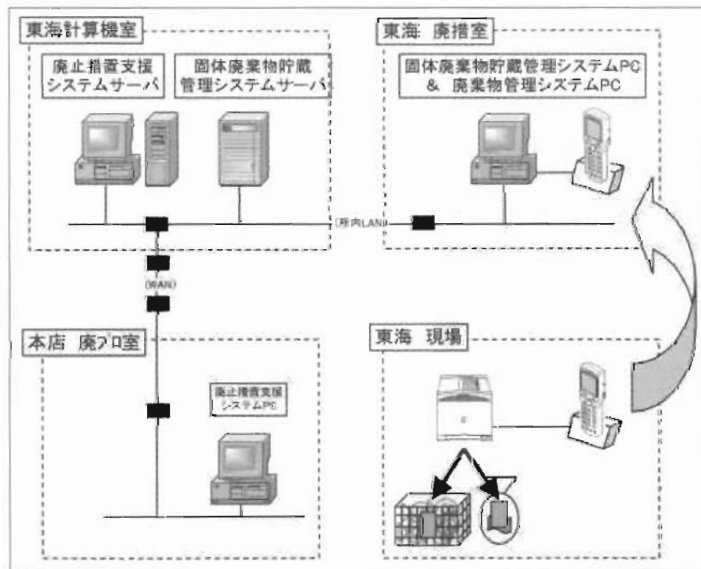 東海計算機室
廃止措置支援
システムサーバ
固体廃棄物貯蔵
管理システムサーバ
東海 廃措室
固体廃棄物貯蔵管理システムPC
& 廃棄物管理システムPC
(所内LAN)
(WAN)
本店 廃プロ室
廃止措置支援
システムPC
東海 現場